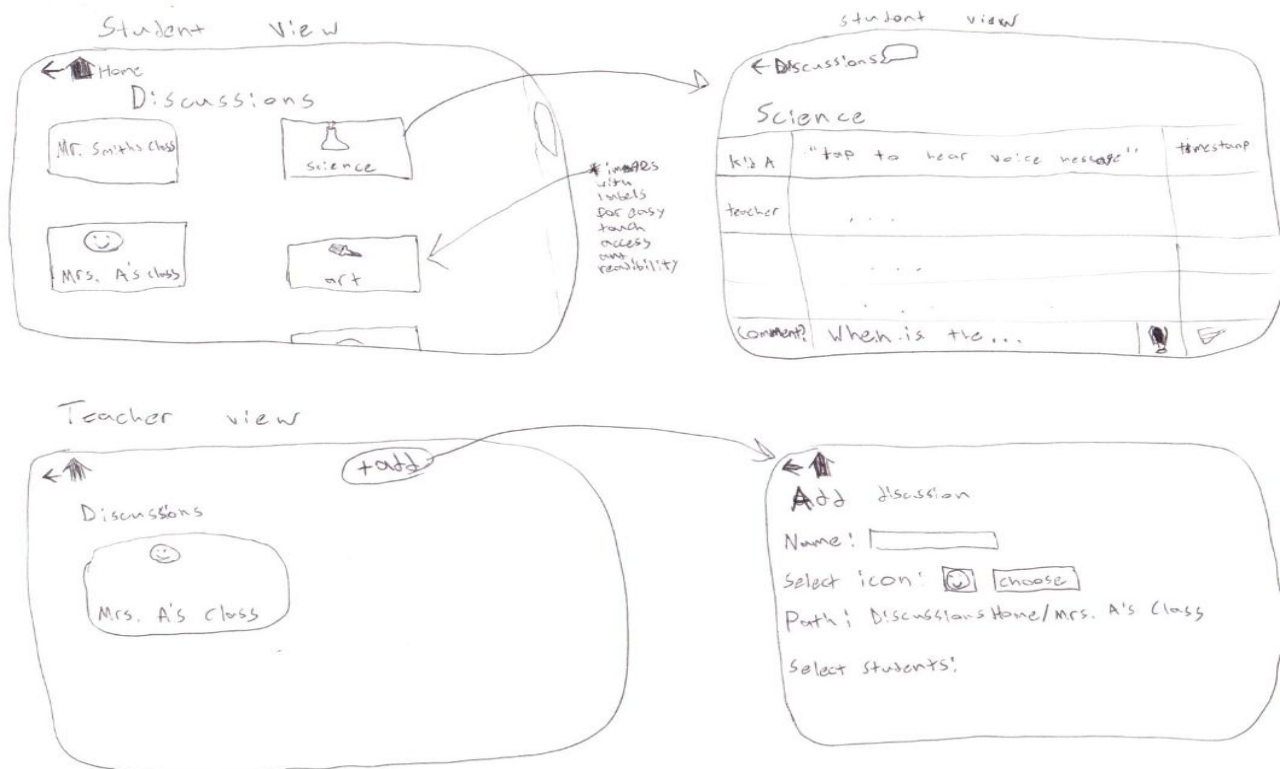 Student View
Home
Discussions
Mr. Smiths Class
science
Mrs. A's class
art
* images
with
labels
for easy
touch
access
and
readibility
student view
Discussions
Science
Kid A
"tap to hear voice message"
timestamp
teacher
...
...
Comment?
When is the...
Teacher view
+add
Discussions
Mrs. A's Class
Add discussion
Name:
Select icon: choose
Path: Discussions Home/Mrs. A's Class
Select students: